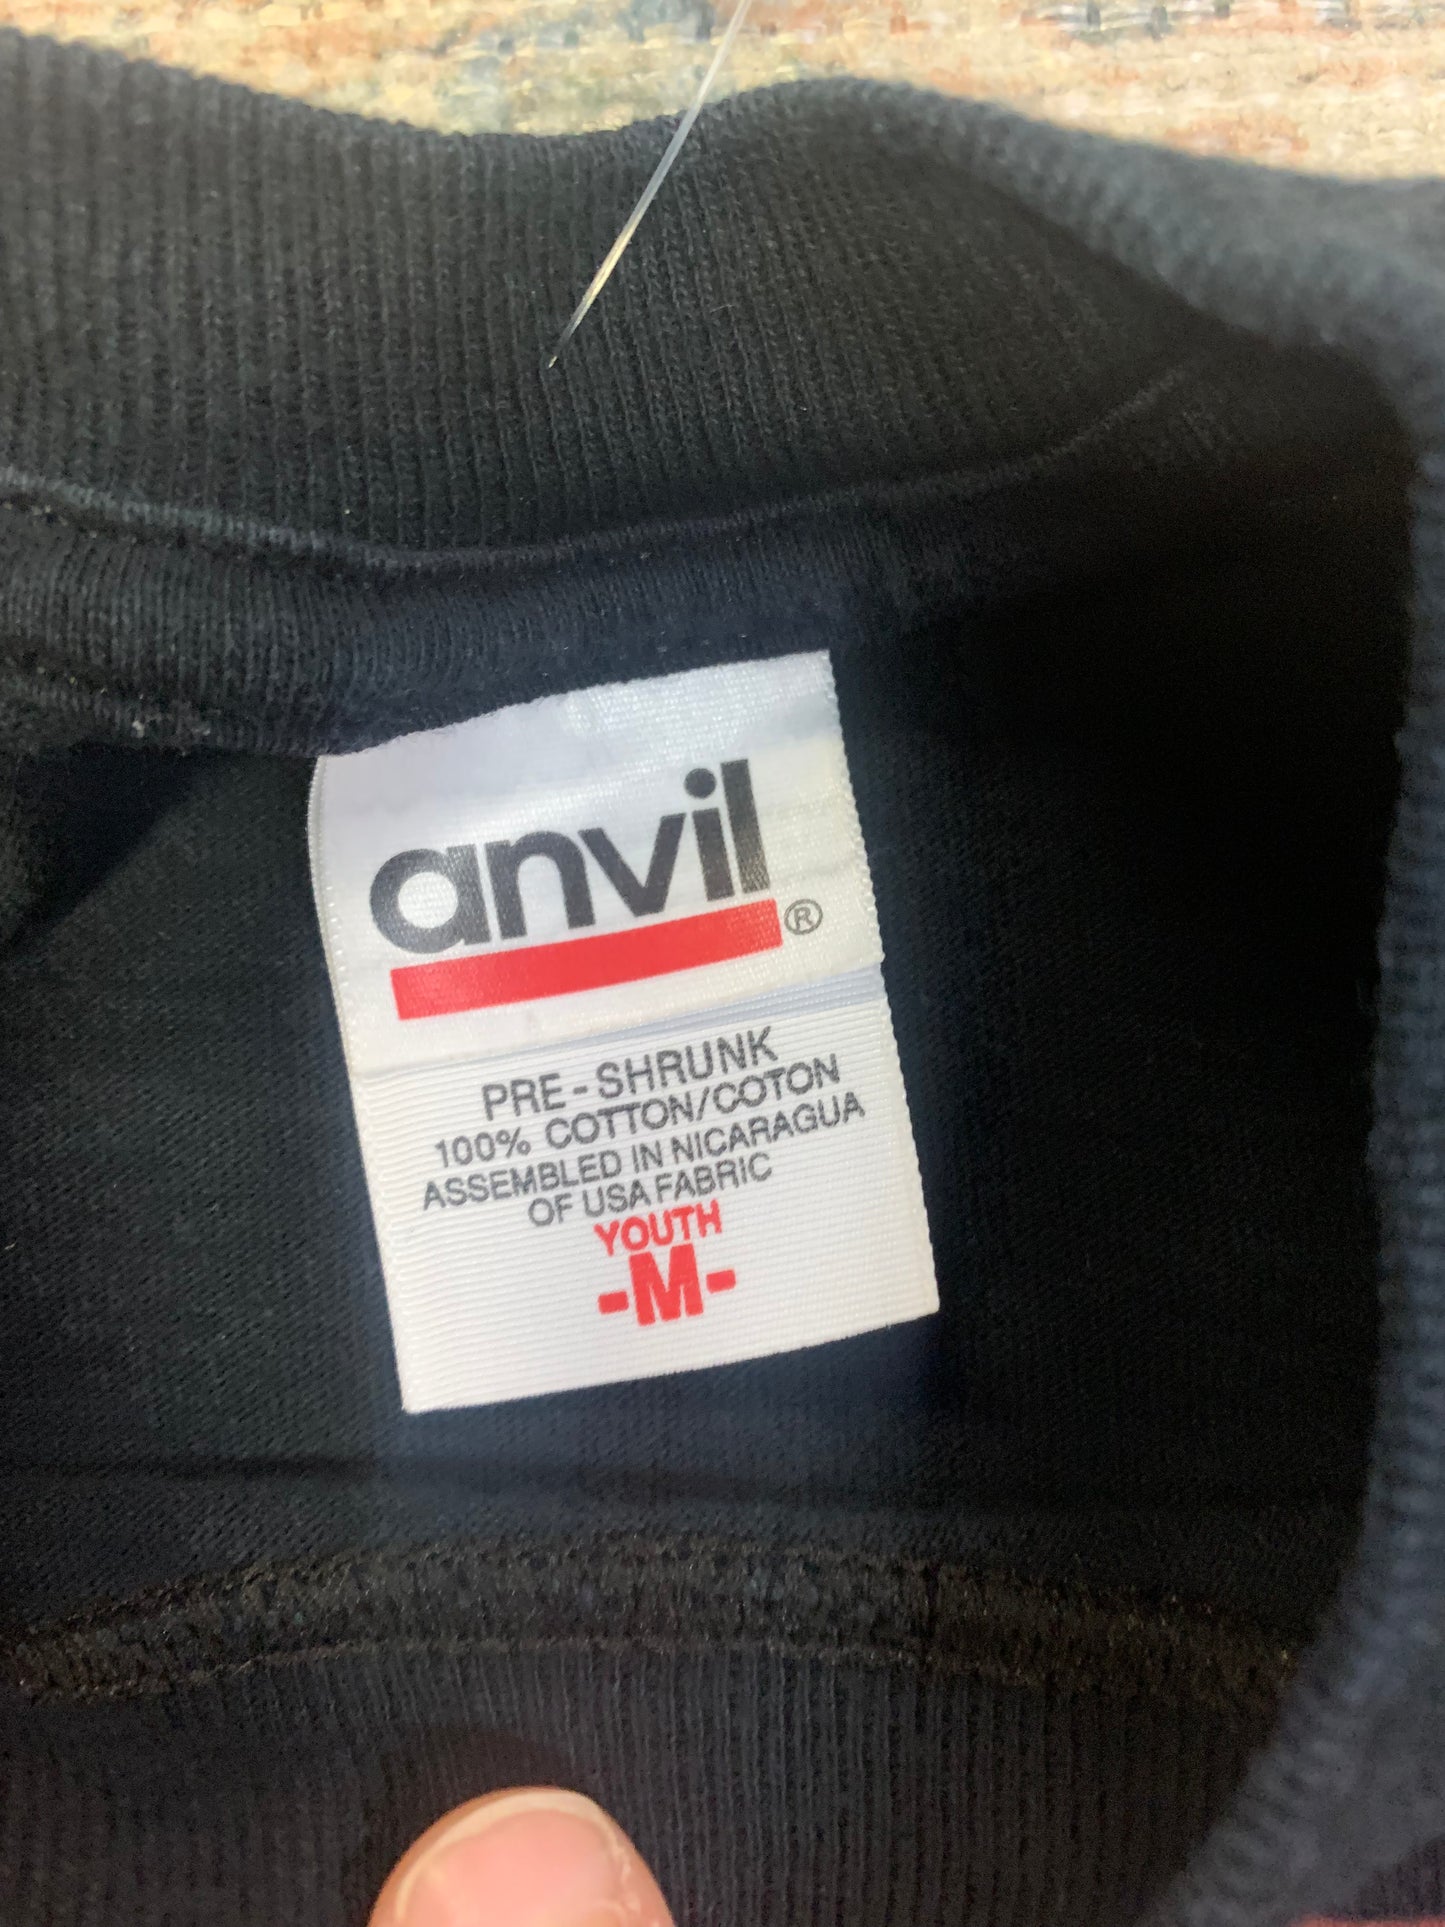 anvil®
PRE-SHRUNK
100% COTTON/COTON
ASSEMBLED IN NICARAGUA
OF USA FABRIC
YOUTH
-M-